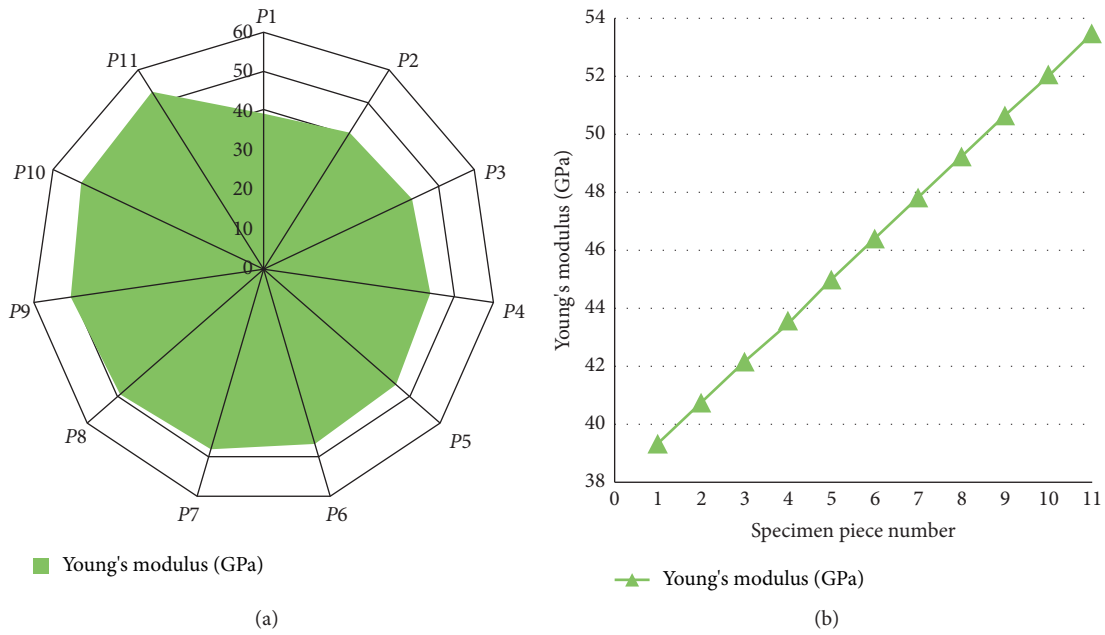 P1
P2
P3
P4
P5
P6
P7
P8
P9
P10
P11
60
50
40
30
20
10
0
Young's modulus (GPa)
(a)
54
52
50
48
46
44
42
40
38
Young's modulus (GPa)
0 1 2 3 4 5 6 7 8 9 10 11
Specimen piece number
Young's modulus (GPa)
(b)